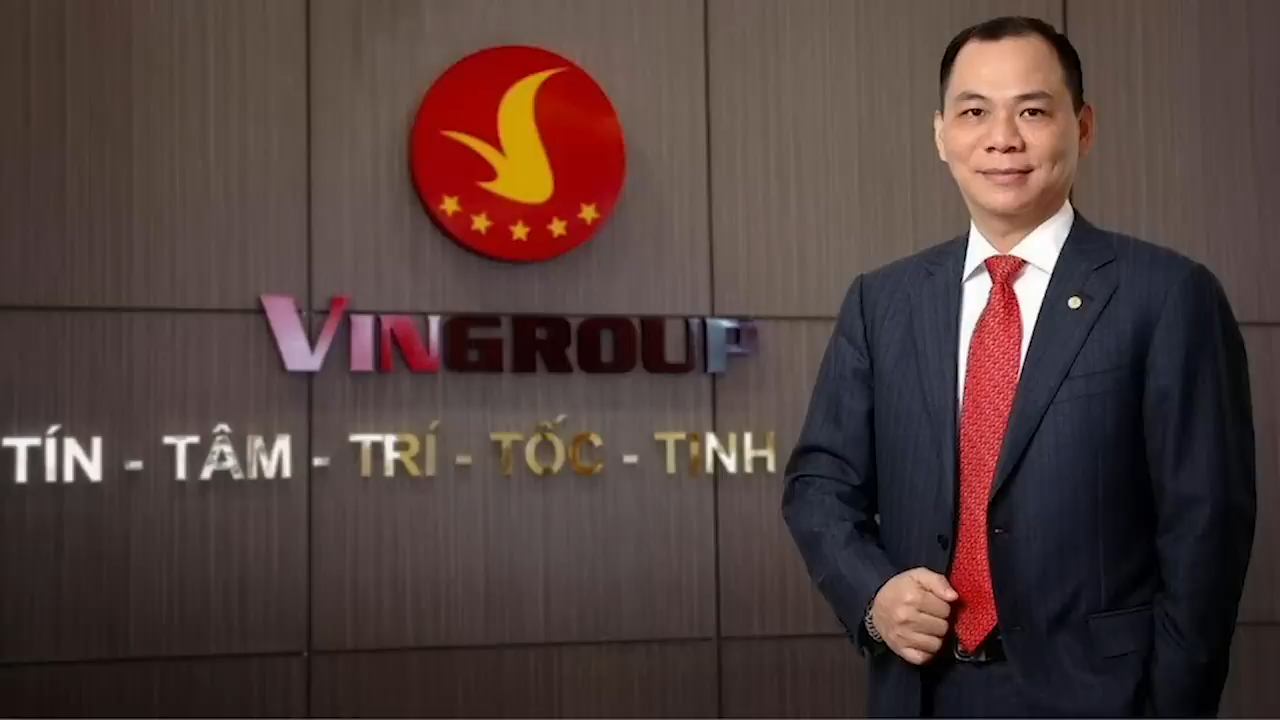 VINGROUP
TÍN - TÂM - TRÍ - TỐC - TINH